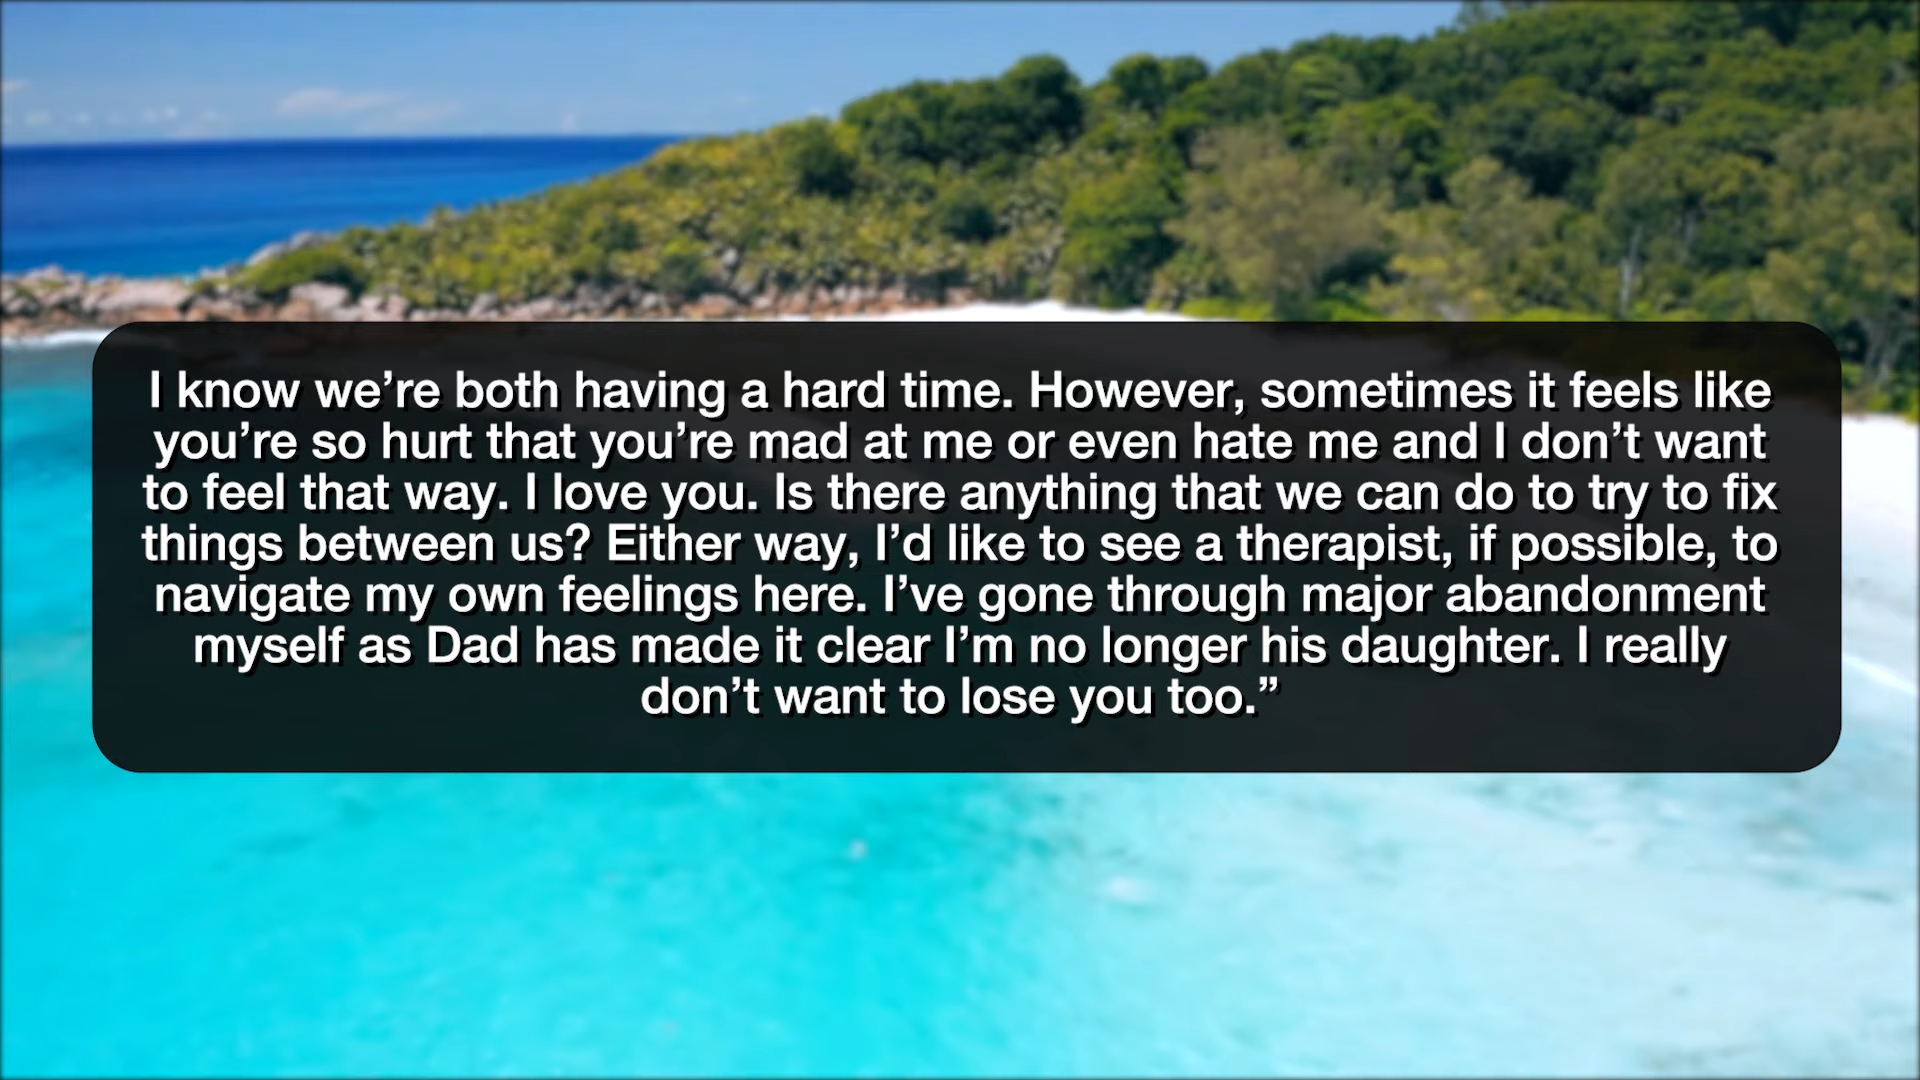 I know we’re both having a hard time. However, sometimes it feels like
you’re so hurt that you’re mad at me or even hate me and I don’t want
to feel that way. I love you. Is there anything that we can do to try to fix
things between us? Either way, I’d like to see a therapist, if possible, to
navigate my own feelings here. I’ve gone through major abandonment
myself as Dad has made it clear I’m no longer his daughter. I really
don’t want to lose you too.”